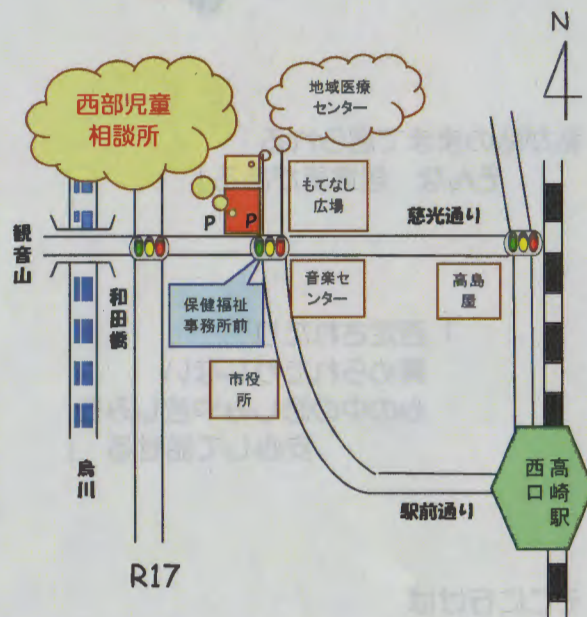 N
西部児童
相談所
地域医療
センター
もてなし
広場
慈光通り
P
P
観音山
和田橋
保健福祉
事務所前
音楽セ
ンター
高島
屋
市役
所
烏川
駅前通り
高崎駅
西口
R17